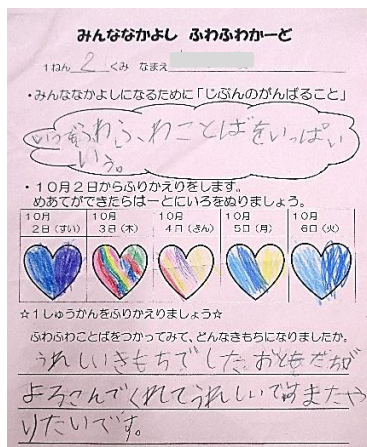 みんななかよし ふわふわかーど
1ねん 2 くみ なまえ
・みんななかよしになるために「じぶんのがんばること」
ふわふわことばをいっぱい
いう。
・10月2日からふりかえりをします。
めあてができたらはーとにいろをぬりましょう。
10月 10月 10月 10月 10月
2日(すい) 3日(木) 4日(きん) 5日(月) 6日(火)
☆1しゅうかんをふりかえりましょう☆
ふわふわことばをつかってみて、どんなきもちになりましたか。
うれしいきもちでした。おともだちが
よろこんでくれてうれしいですまたや
りたいです。